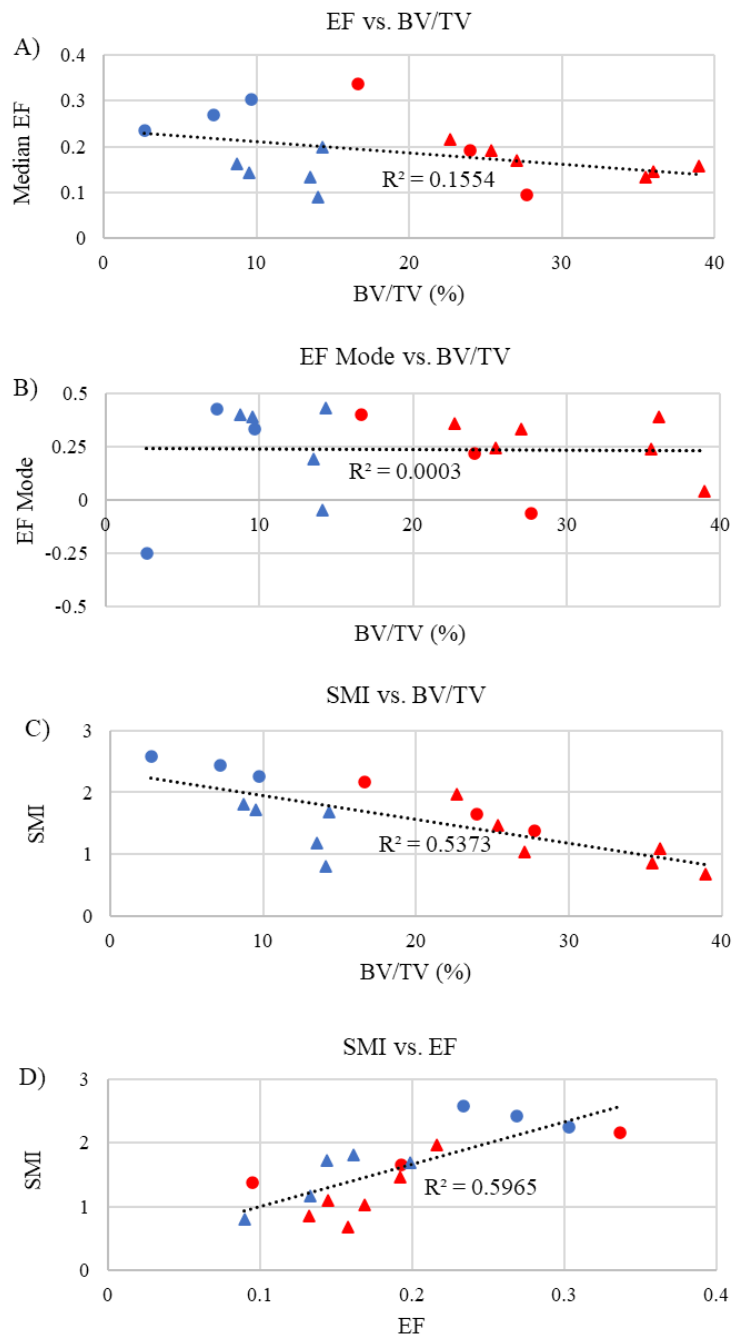 EF vs. BV/TV
A)
0.4
0.3
0.2
0.1
0
Median EF
R² = 0.1554
0 10 20 30 40
BV/TV (%)
EF Mode vs. BV/TV
B)
0.5
0.25
0
-0.25
-0.5
EF Mode
R² = 0.0003
0 10 20 30 40
BV/TV (%)
SMI vs. BV/TV
C)
3
2
1
0
SMI
R² = 0.5373
0 10 20 30 40
BV/TV (%)
SMI vs. EF
D)
3
2
1
0
SMI
R² = 0.5965
0 0.1 0.2 0.3 0.4
EF